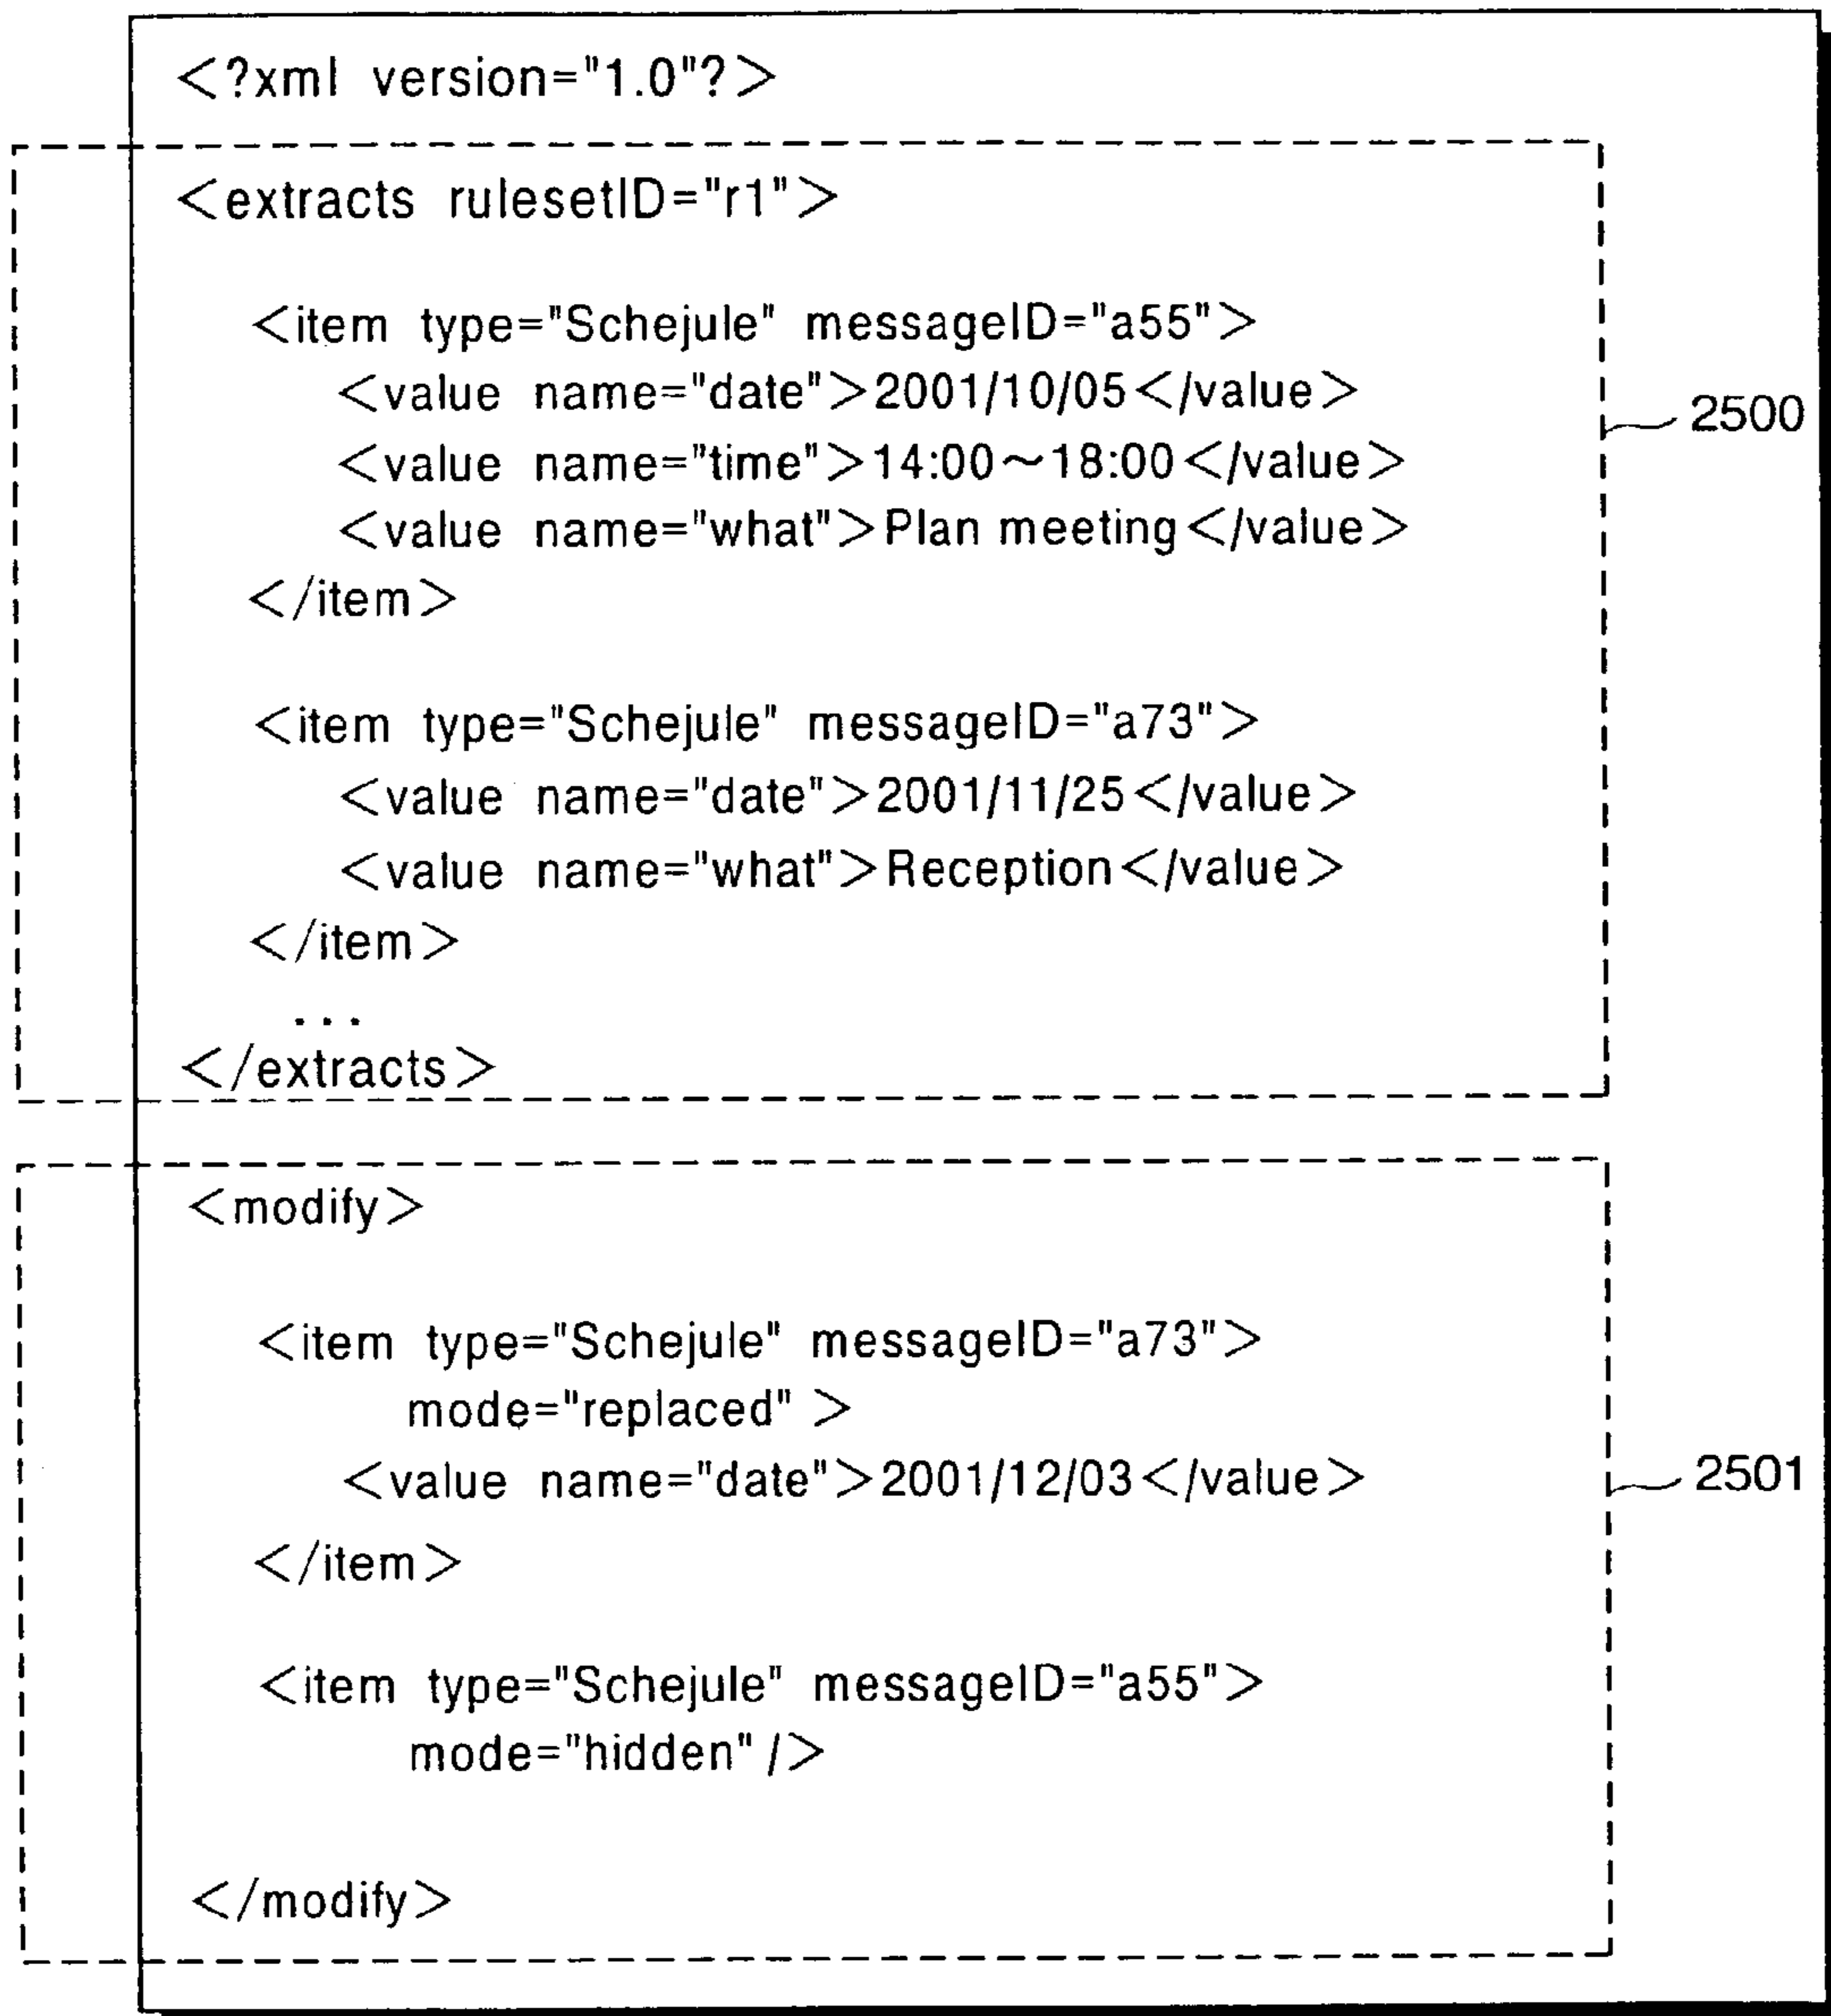 <?xml version="1.0"?>
<extracts rulesetID="r1">
<item type="Schejule" messageID="a55">
<value name="date">2001/10/05</value>
<value name="time">14:00～18:00</value>
<value name="what">Plan meeting</value>
</item>
2500
<item type="Schejule" messageID="a73">
<value name="date">2001/11/25</value>
<value name="what">Reception</value>
</item>
...
</extracts>
<modify>
<item type="Schejule" messageID="a73">
mode="replaced" >
<value name="date">2001/12/03</value>
2501
</item>
<item type="Schejule" messageID="a55">
mode="hidden" />
</modify>